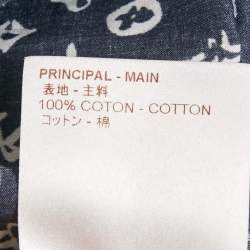 PRINCIPAL - MAIN
表地 - 主料
100% COTON - COTTON
コットン - 棉